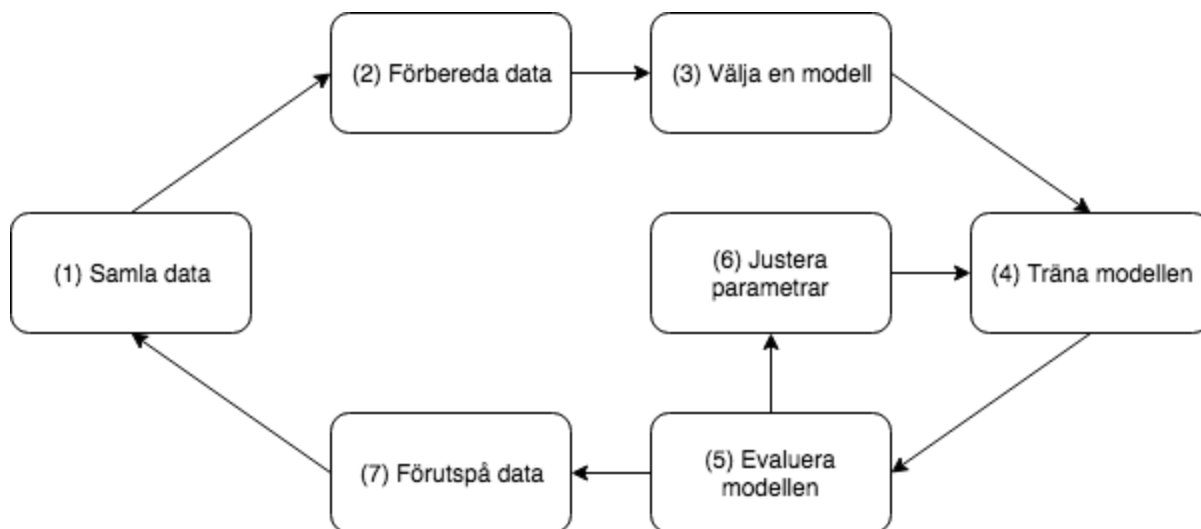 (2) Förbereda data
(3) Välja en modell
(1) Samla data
(6) Justera
parametrar
(4) Träna modellen
(7) Förutspå data
(5) Evaluera
modellen